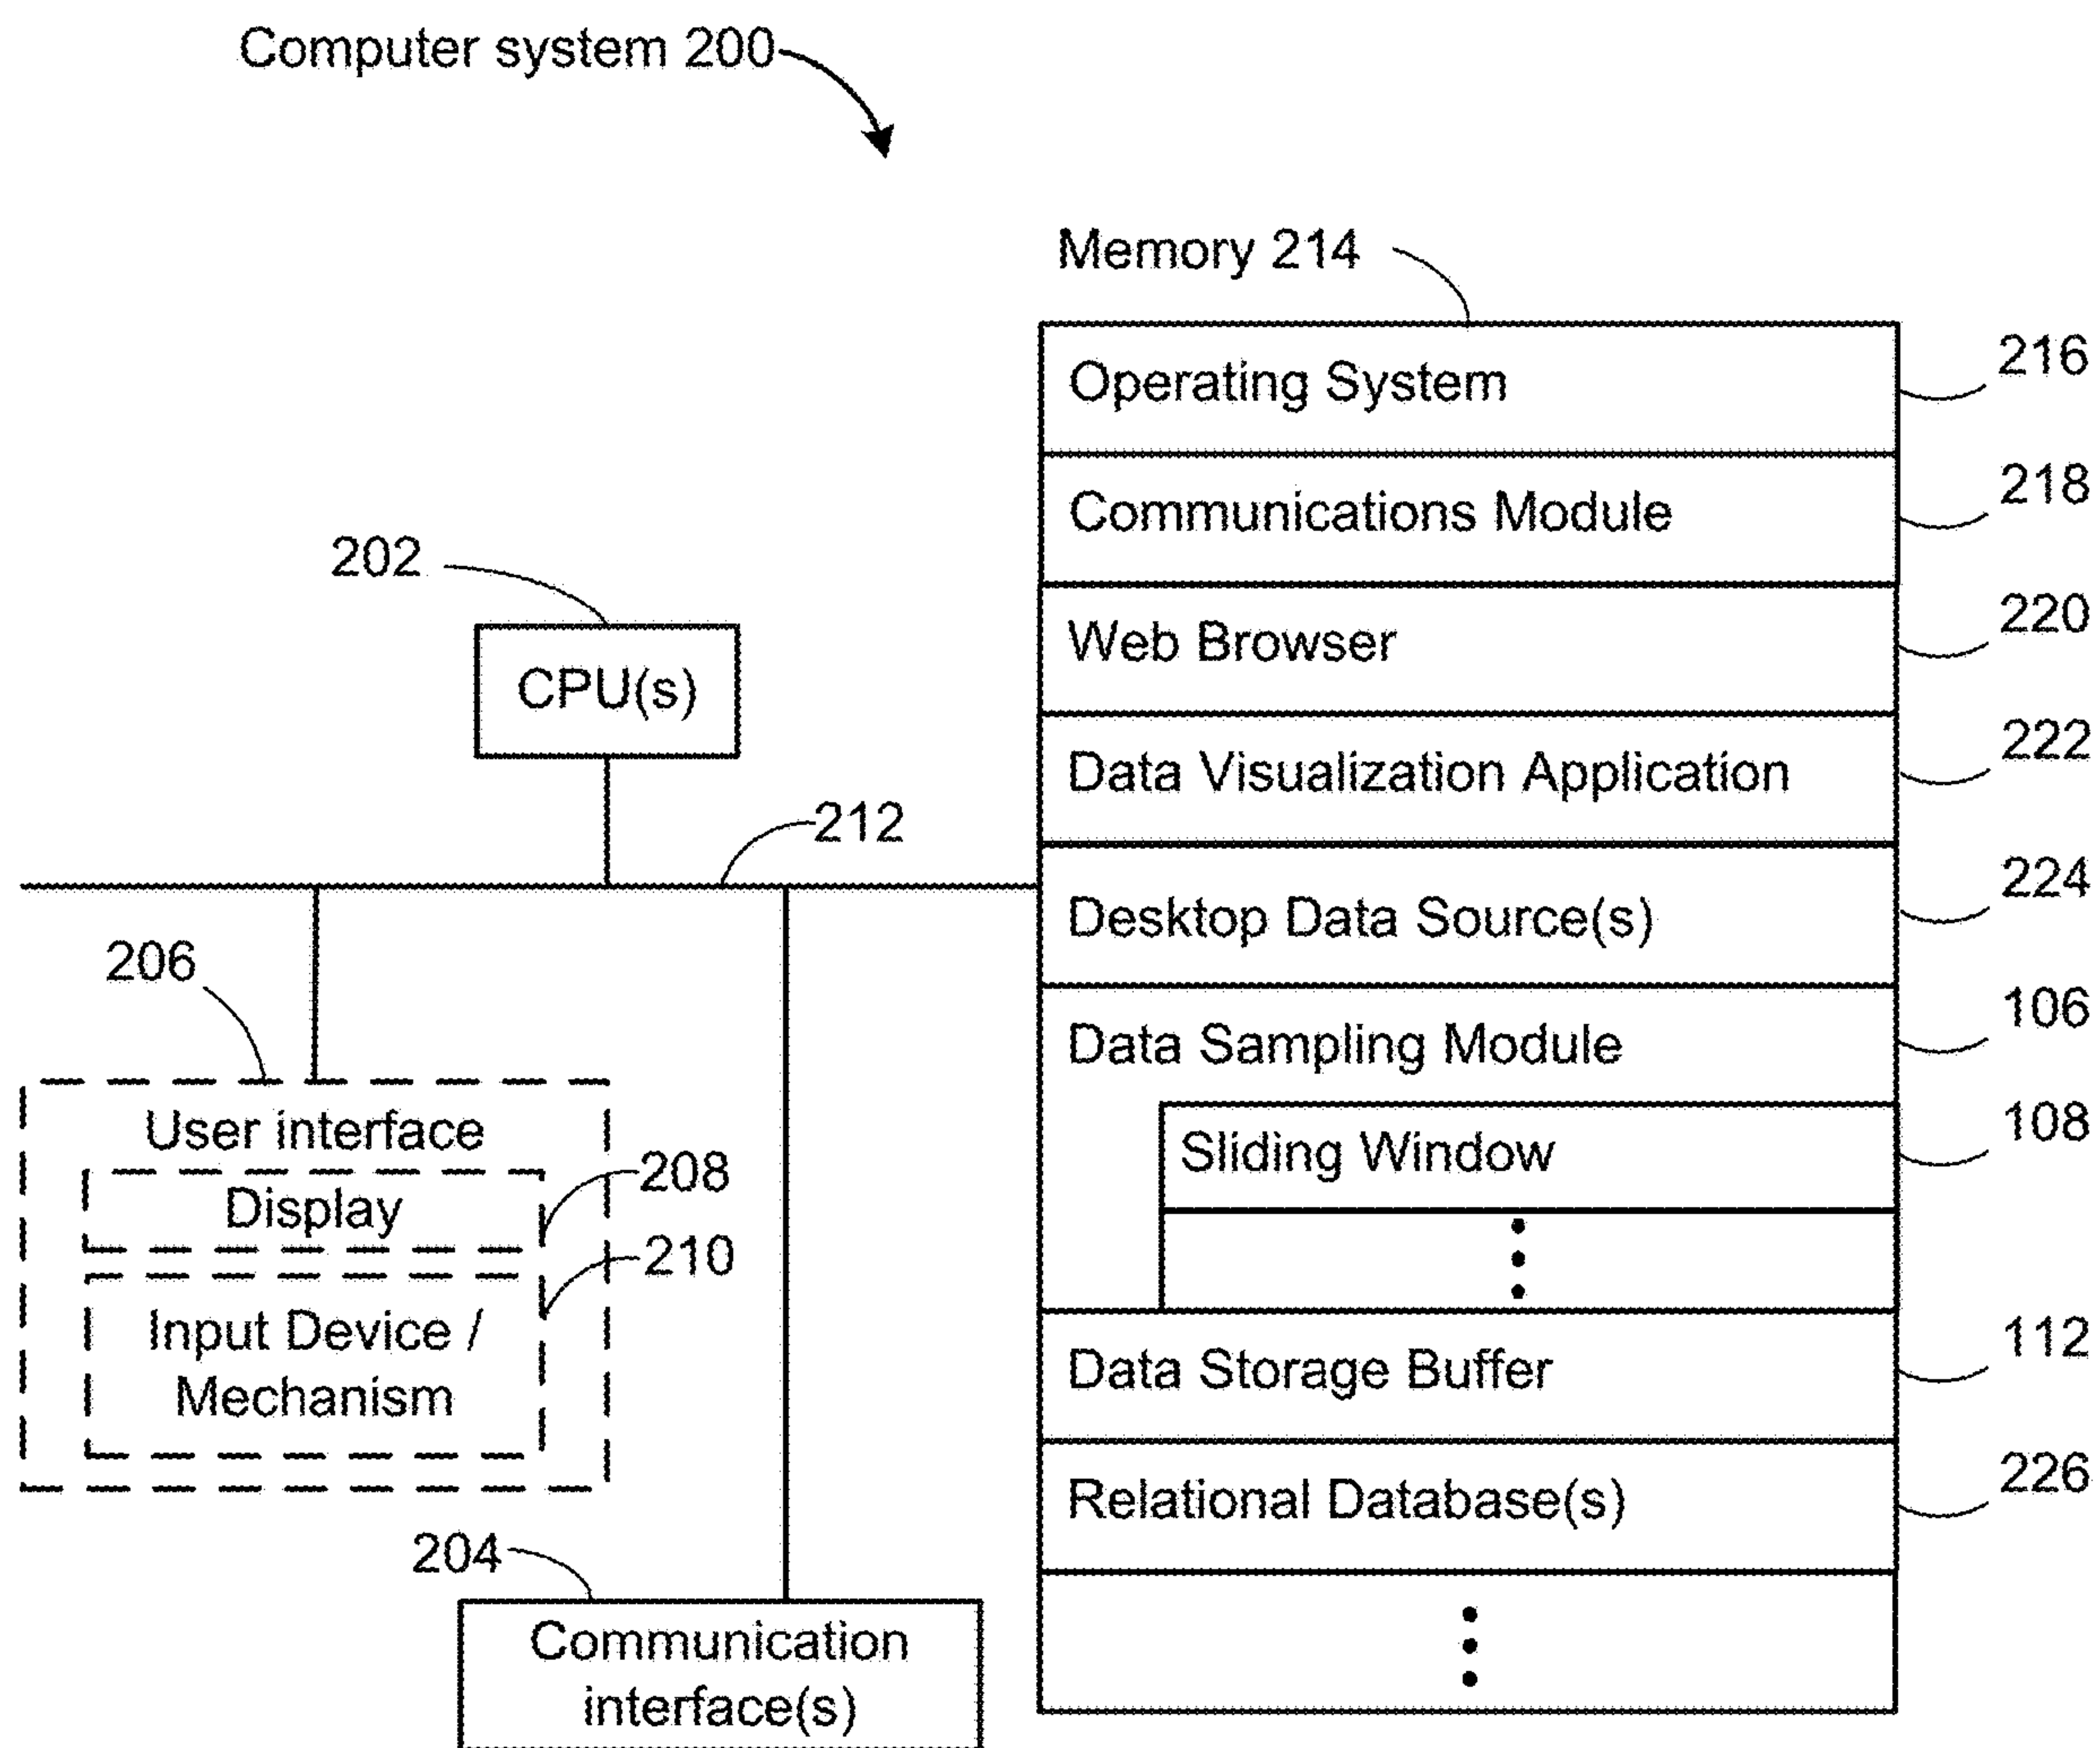 Computer system 200
Memory 214
Operating System 216
Communications Module 218
Web Browser 220
Data Visualization Application 222
Desktop Data Source(s) 224
Data Sampling Module 106
Sliding Window 108
Data Storage Buffer 112
Relational Database(s) 226
202
CPU(s)
212
206
User interface
Display 208
210
Input Device /
Mechanism
204
Communication
interface(s)